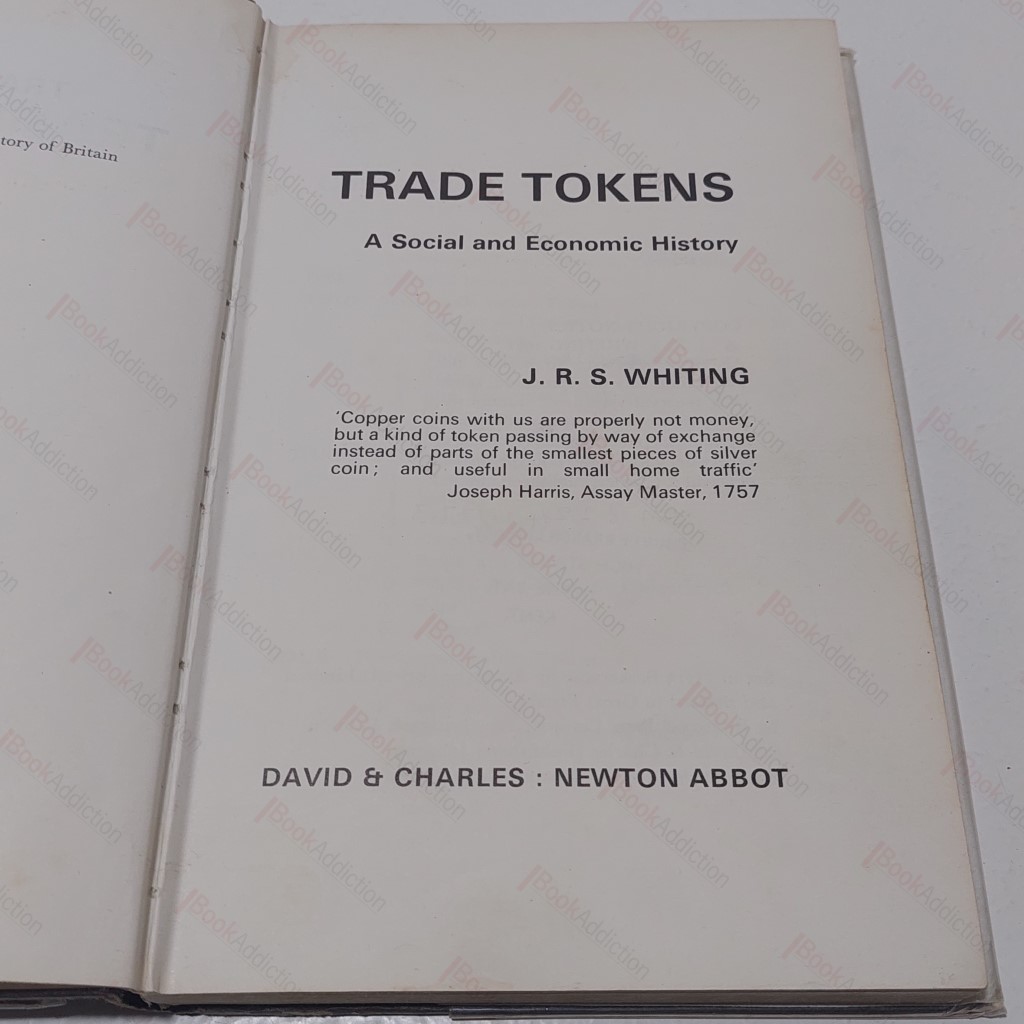 tory of Britain
TRADE TOKENS
A Social and Economic History
J. R. S. WHITING
'Copper coins with us are properly not money,
but a kind of token passing by way of exchange
instead of parts of the smallest pieces of silver
coin; and useful in small home traffic'
Joseph Harris, Assay Master, 1757
DAVID & CHARLES : NEWTON ABBOT
BookAddiction